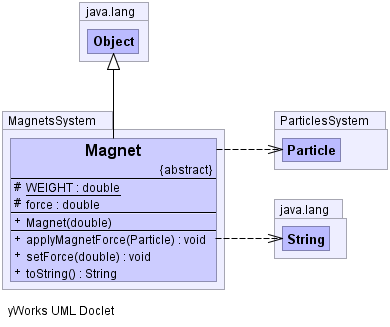 java.lang
Object
MagnetsSystem
Magnet
{abstract}
# WEIGHT : double
# force : double
+ Magnet(double)
+ applyMagnetForce(Particle) : void
+ setForce(double) : void
+ toString() : String
ParticlesSystem
Particle
java.lang
String
yWorks UML Doclet